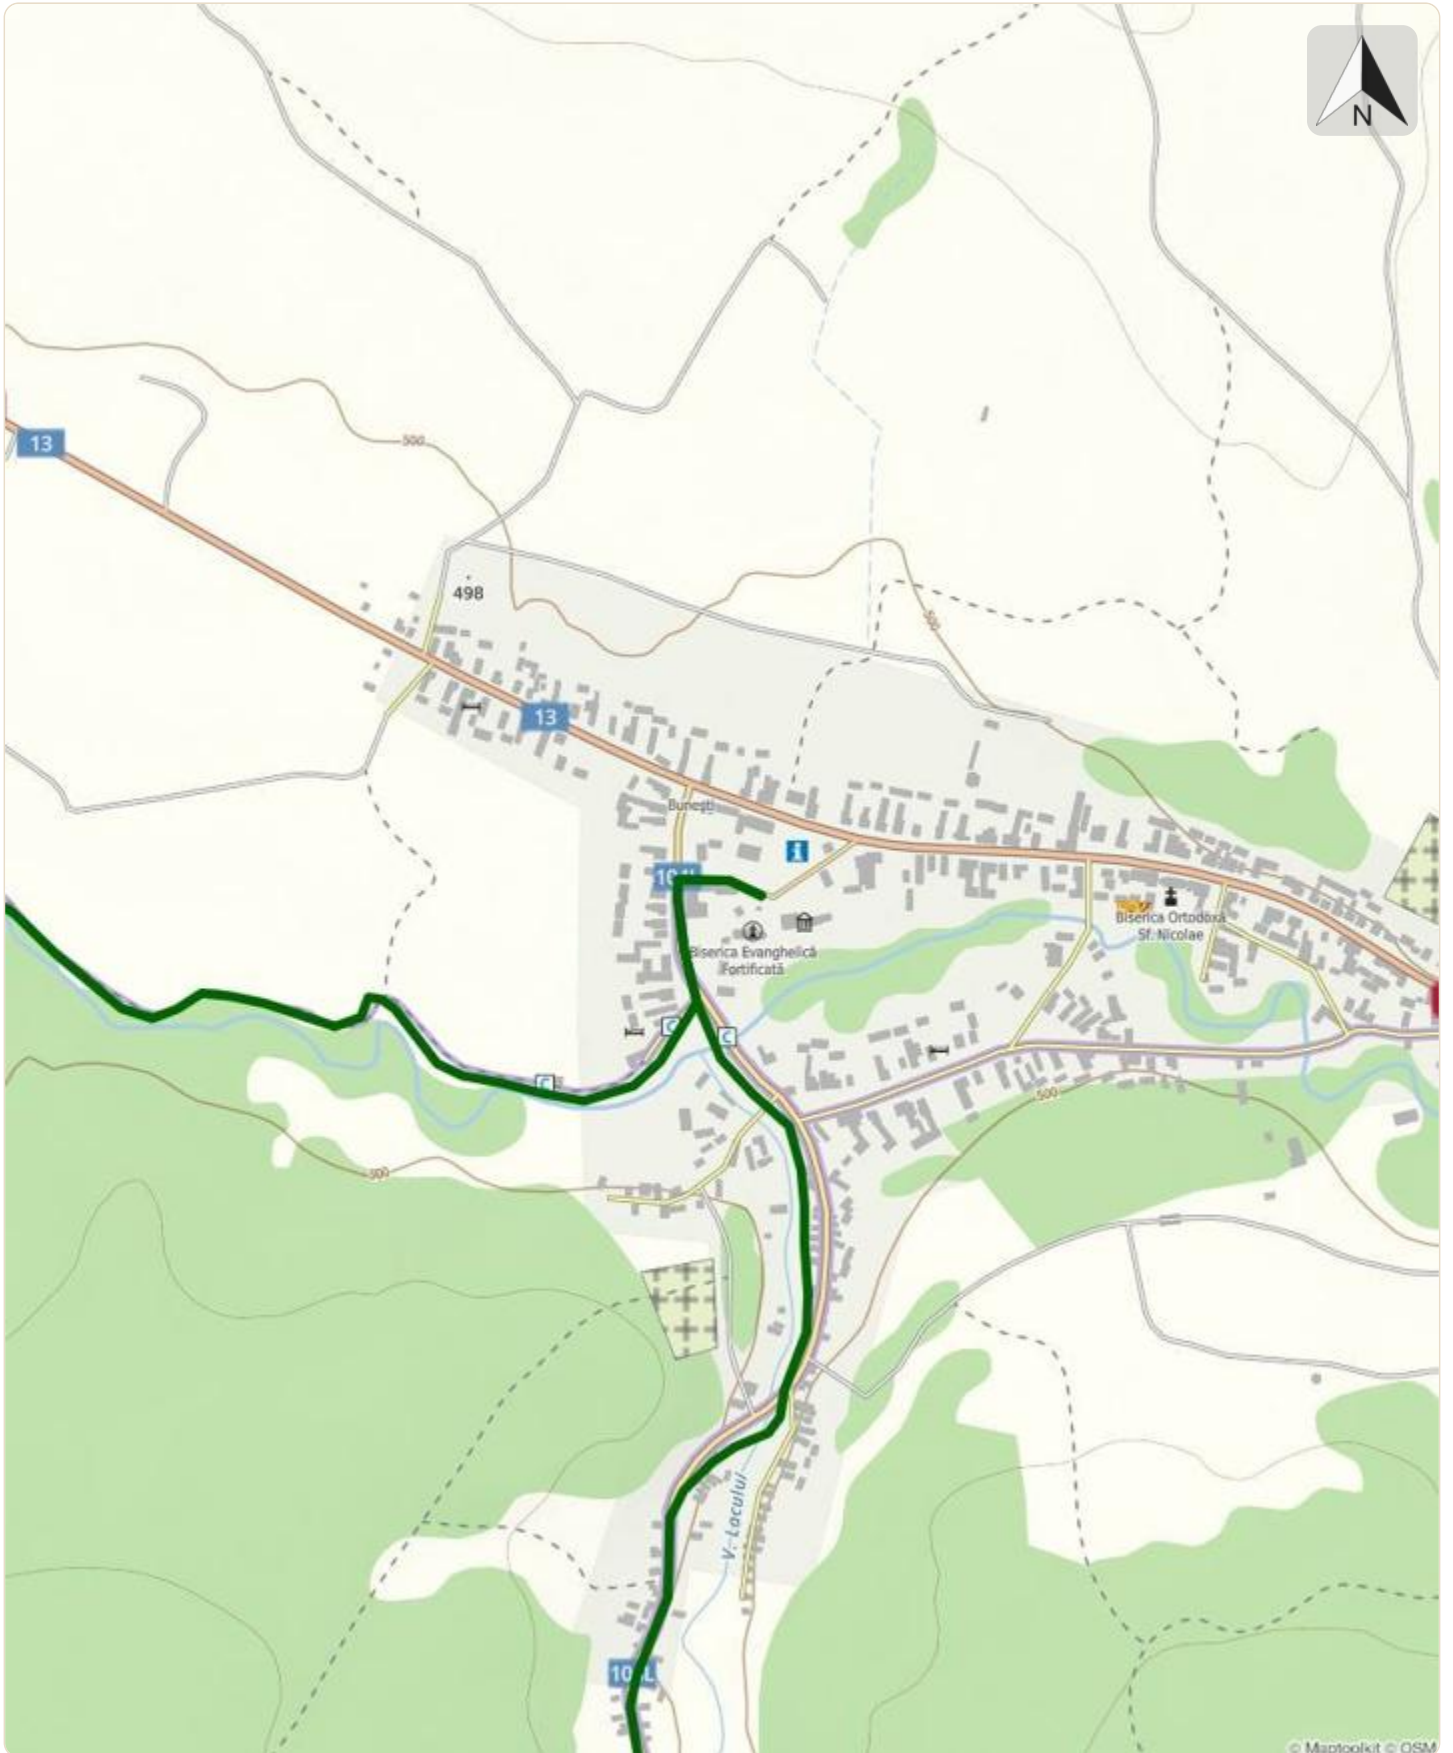 N
500
13
498
500
13
Bunești
Biserica Ortodoxă
Sf. Nicolae
Biserica Evanghelică
Fortificată
C
C
C
500
500
V. Lacului
© Maptoolkit © OSM